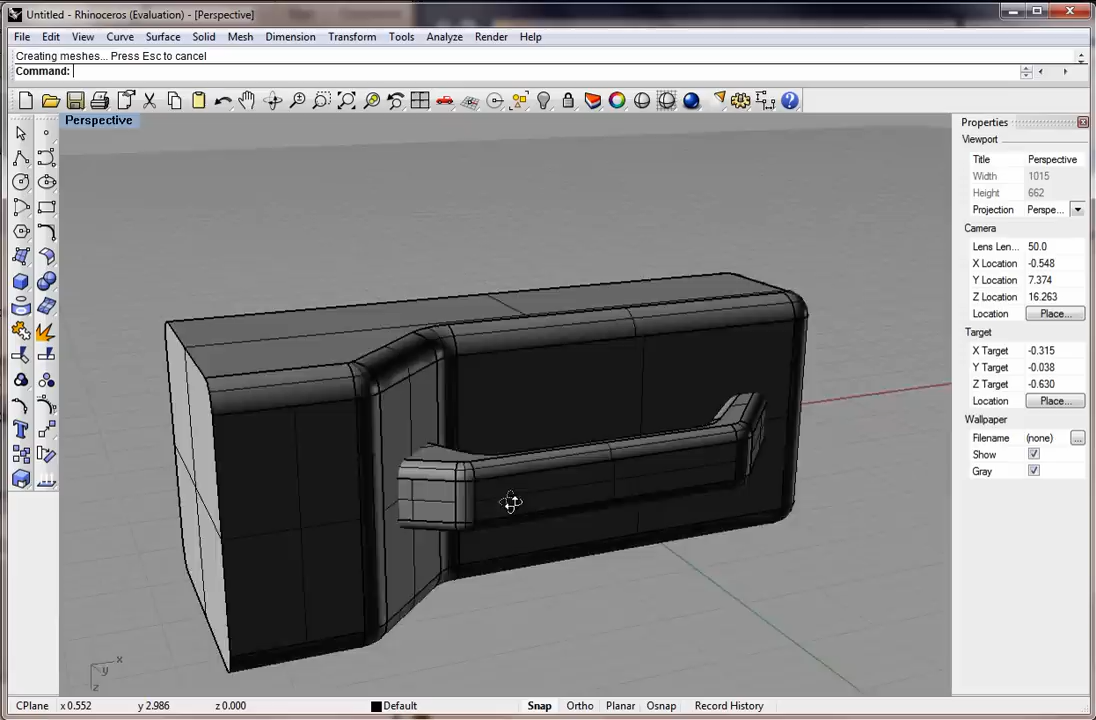 Untitled - Rhinoceros (Evaluation) - [Perspective]
File Edit View Curve Surface Solid Mesh Dimension Transform Tools Analyze Render Help
Creating meshes... Press Esc to cancel
Command:
Perspective
Properties
Viewport
Title Perspective
Width 1015
Height 662
Projection Perspe...
Camera
Lens Len... 50.0
X Location -0.548
Y Location 7.374
Z Location 16.263
Location Place...
Target
X Target -0.315
Y Target -0.038
Z Target -0.630
Location Place...
Wallpaper
Filename (none) ...
Show
Gray
x
y
z
CPlane x 0.552 y 2.986 z 0.000 Default Snap Ortho Planar Osnap Record History